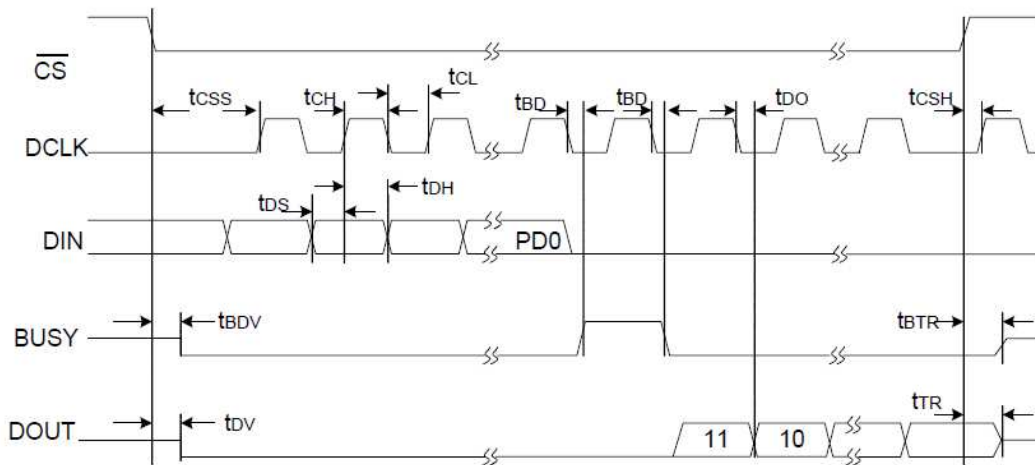 CS
tCSS tCH tCL tBD tBD tDO tCSH
DCLK
tDS tDH
DIN PD0
BUSY tBDV tBTR
DOUT tDV 11 10 tTR